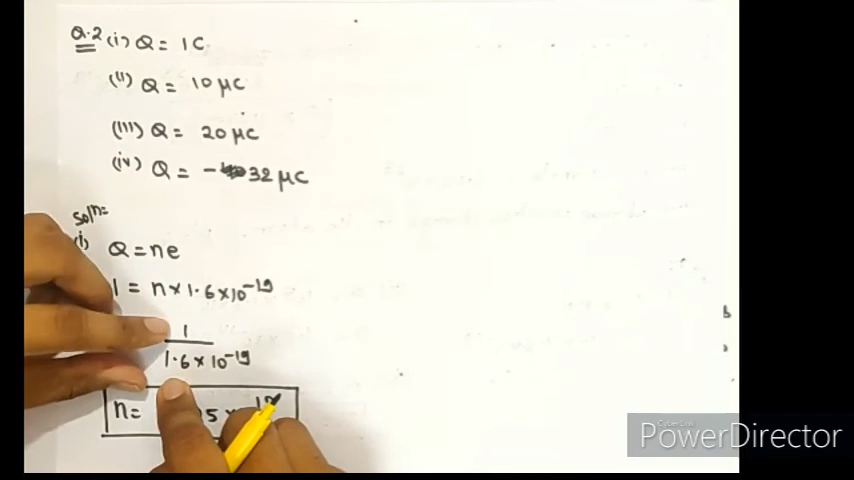 Q.2 (i) Q = 1C
(ii) Q = 10 μC
(iii) Q = 20 μC
(iv) Q = - 32 μC
Solⁿ=
(i) Q = ne
1 = n × 1.6 × 10⁻¹⁹
1
1.6 × 10⁻¹⁹
n=
CyberLink
PowerDirector